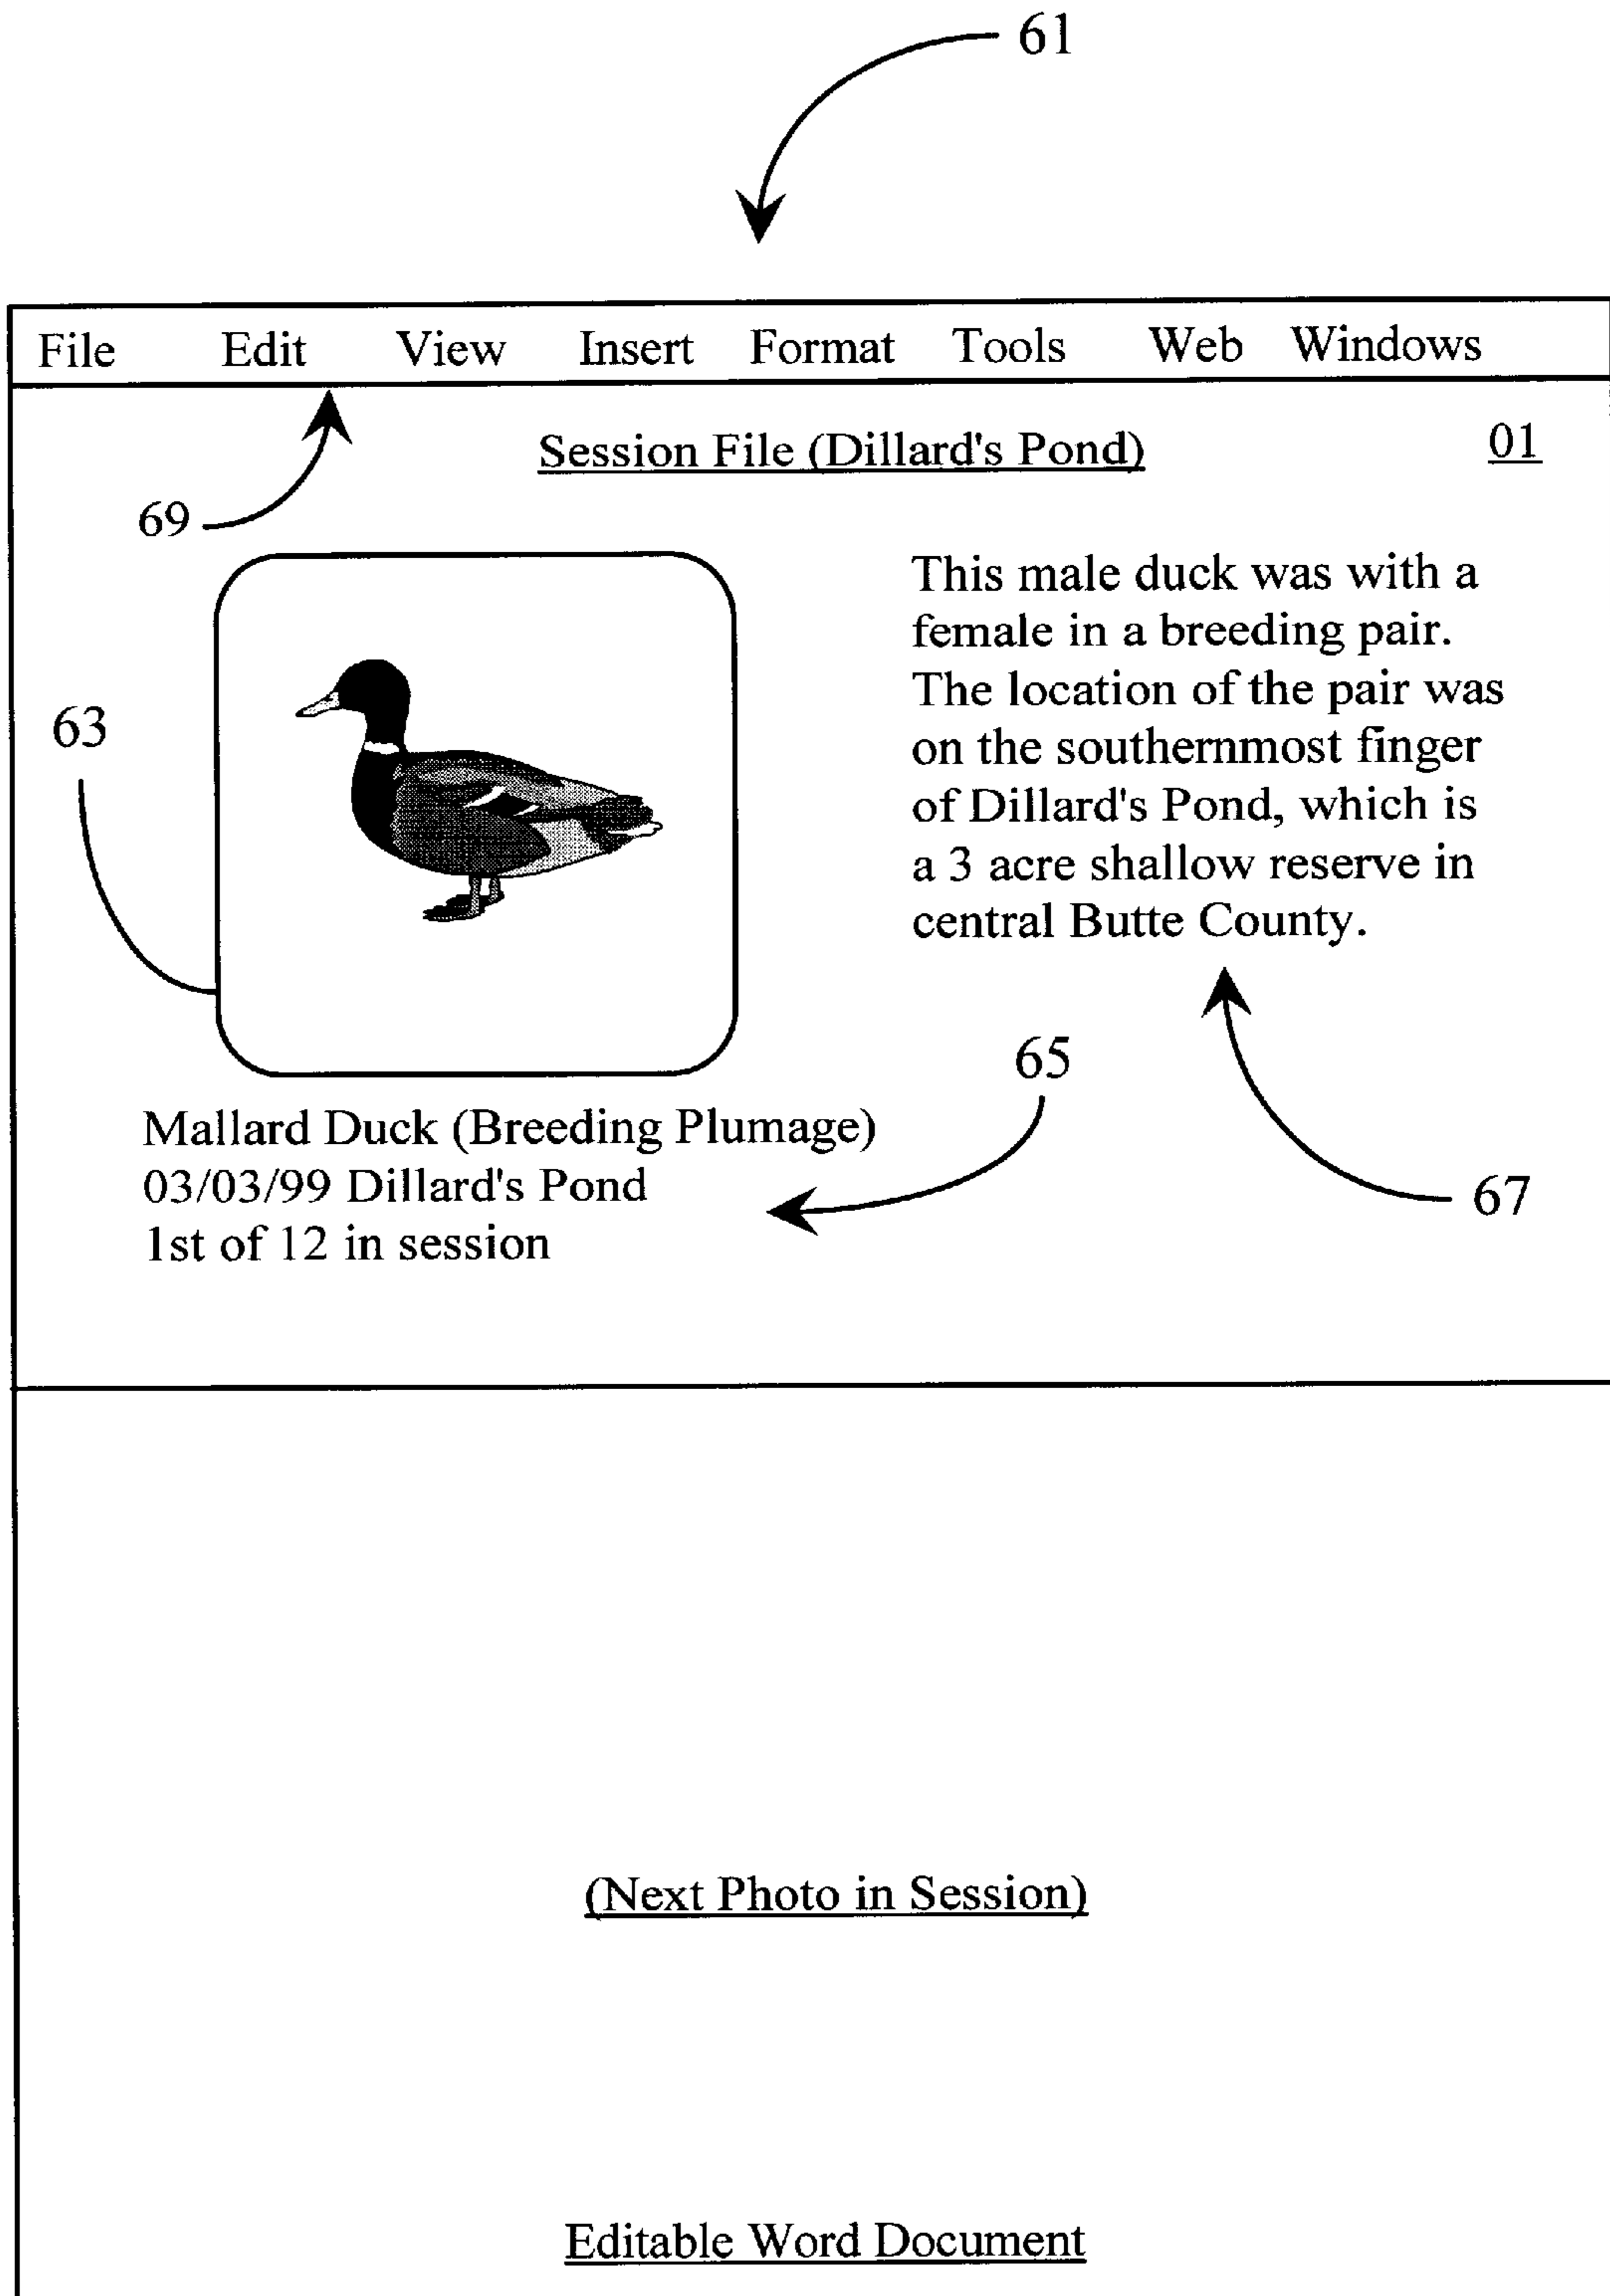 61
File Edit View Insert Format Tools Web Windows
Session File (Dillard's Pond) 01
69
This male duck was with a
female in a breeding pair.
The location of the pair was
on the southernmost finger
of Dillard's Pond, which is
a 3 acre shallow reserve in
central Butte County.
63
65
67
Mallard Duck (Breeding Plumage)
03/03/99 Dillard's Pond
1st of 12 in session
(Next Photo in Session)
Editable Word Document